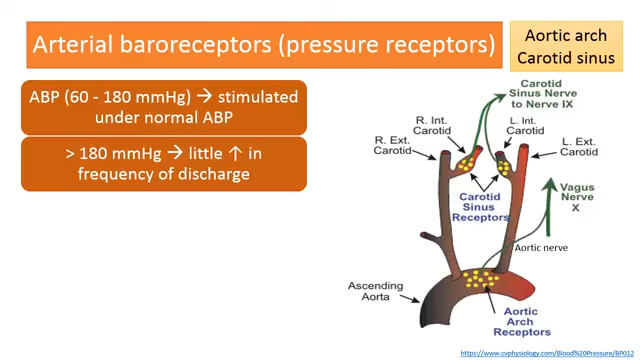 Arterial baroreceptors (pressure receptors)
Aortic arch
Carotid sinus
ABP (60 - 180 mmHg) → stimulated
under normal ABP
> 180 mmHg → little ↑ in
frequency of discharge
Carotid
Sinus Nerve
to Nerve IX
R. Int.
Carotid
L. Int.
Carotid
R. Ext.
Carotid
L. Ext.
Carotid
Carotid
Sinus
Receptors
Vagus
Nerve
X
Aortic nerve
Ascending
Aorta
Aortic
Arch
Receptors
https://www.cvphysiology.com/Blood%20Pressure/BP012